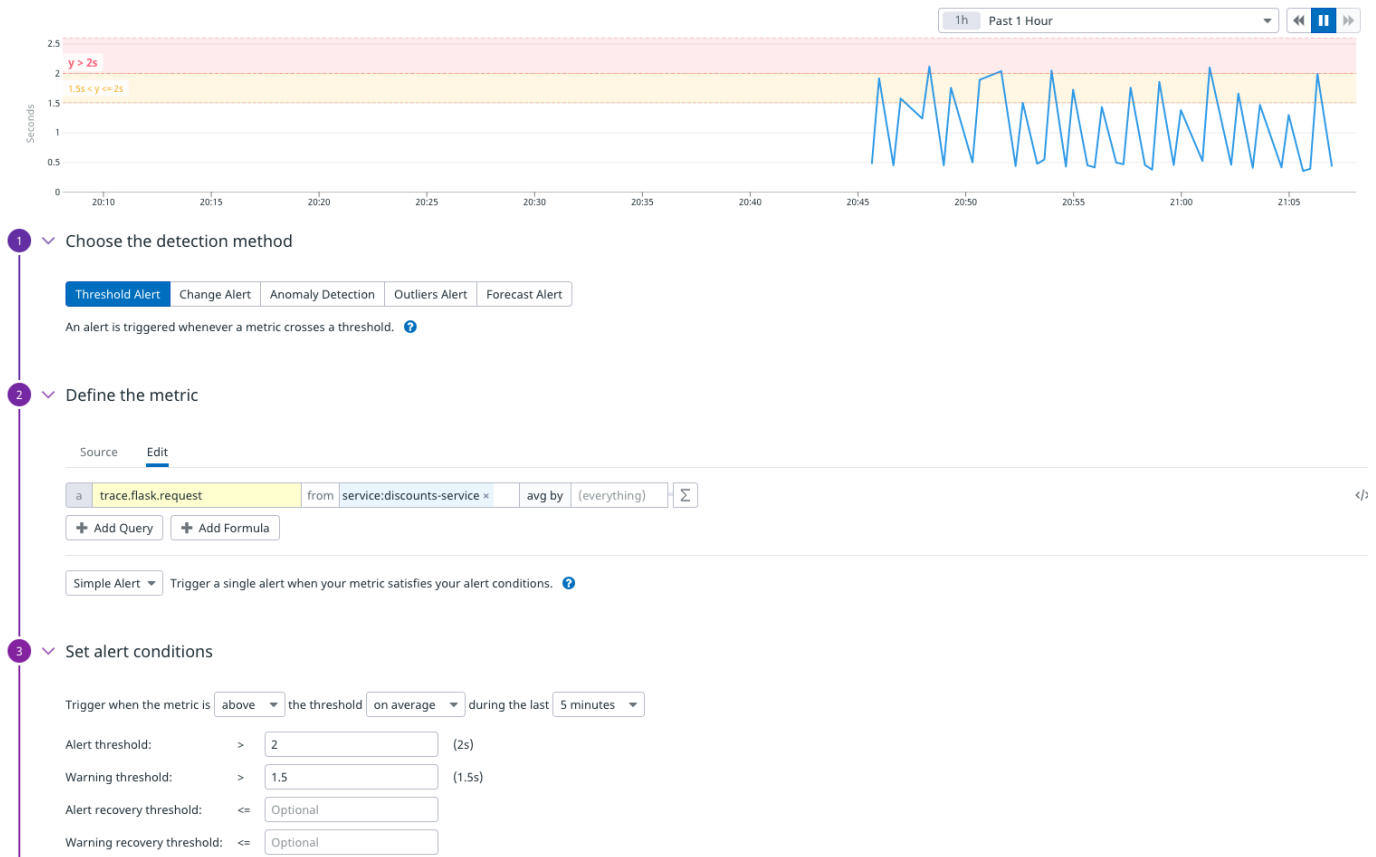 1h Past 1 Hour
2.5
y > 2s
2
1.5s < y <= 2s
1.5
Seconds
1
0.5
0
20:10 20:15 20:20 20:25 20:30 20:35 20:40 20:45 20:50 20:55 21:00 21:05
1 Choose the detection method
Threshold Alert Change Alert Anomaly Detection Outliers Alert Forecast Alert
An alert is triggered whenever a metric crosses a threshold. ?
2 Define the metric
Source Edit
a trace.flask.request from service:discounts-service × avg by (everything) Σ </>
+ Add Query + Add Formula
Simple Alert Trigger a single alert when your metric satisfies your alert conditions. ?
3 Set alert conditions
Trigger when the metric is above the threshold on average during the last 5 minutes
Alert threshold: > 2 (2s)
Warning threshold: > 1.5 (1.5s)
Alert recovery threshold: <= Optional
Warning recovery threshold: <= Optional